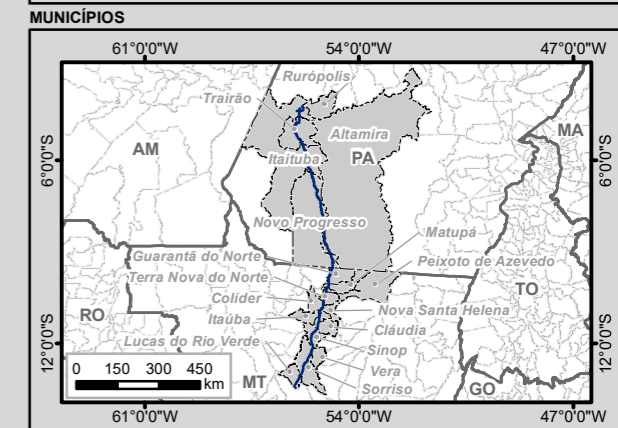 MUNICÍPIOS
61°0'0"W 54°0'0"W 47°0'0"W
Rurópolis
Trairão
MA
Altamira
AM
PA
Itaituba
6°0'0"S 6°0'0"S
Novo Progresso
Matupá
Guarantã do Norte
Peixoto de Azevedo
Terra Nova do Norte
TO
Colíder
RO
Nova Santa Helena
Itaúba
Cláudia
Lucas do Rio Verde
Sinop
12°0'0"S 12°0'0"S
Vera
0 150 300 450
km
MT
Sorriso
GO
61°0'0"W 54°0'0"W 47°0'0"W